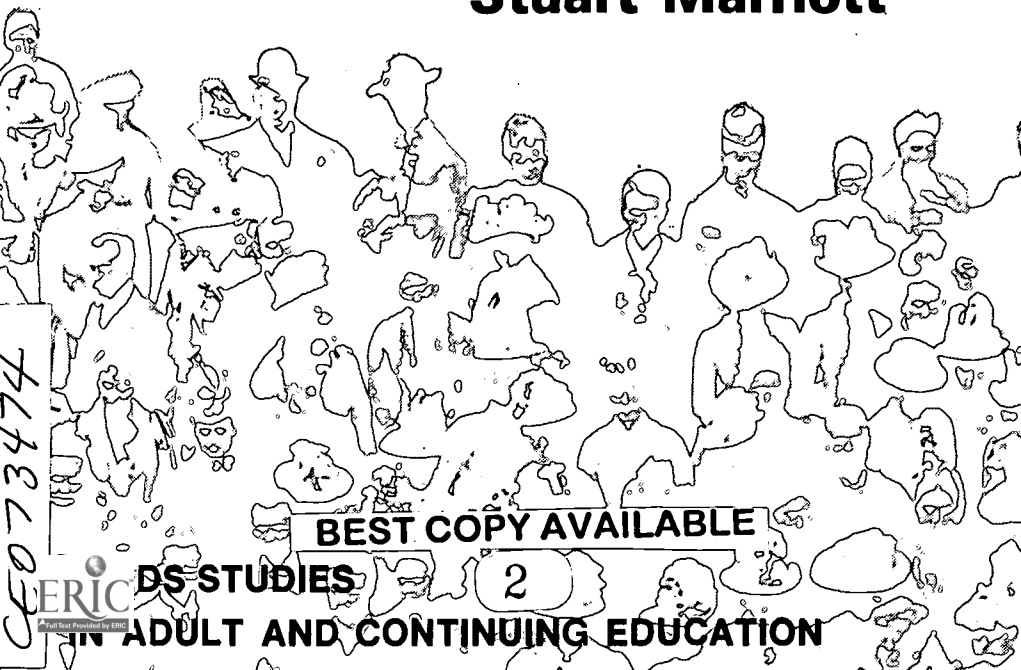 Stuart Marriott
BEST COPY AVAILABLE
DS STUDIES
2
ERIC
Full Text Provided by ERIC
IN ADULT AND CONTINUING EDUCATION
CE073474